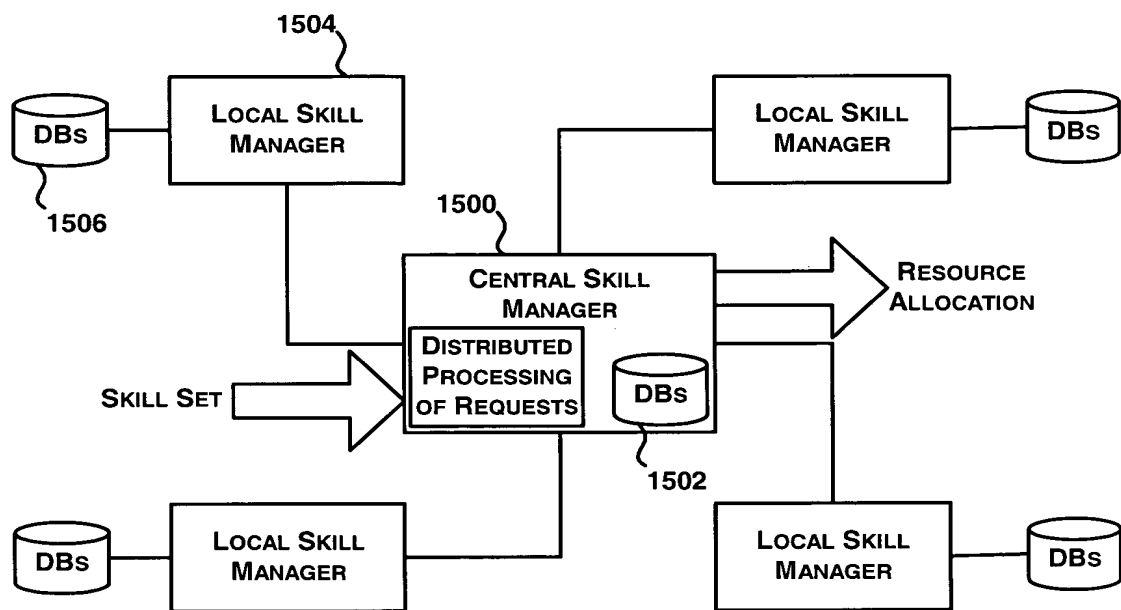 1504
LOCAL SKILL
MANAGER
DBs
1506
LOCAL SKILL
MANAGER
DBs
1500
CENTRAL SKILL
MANAGER
DISTRIBUTED
PROCESSING
OF REQUESTS
DBs
1502
SKILL SET
RESOURCE
ALLOCATION
DBs
LOCAL SKILL
MANAGER
LOCAL SKILL
MANAGER
DBs